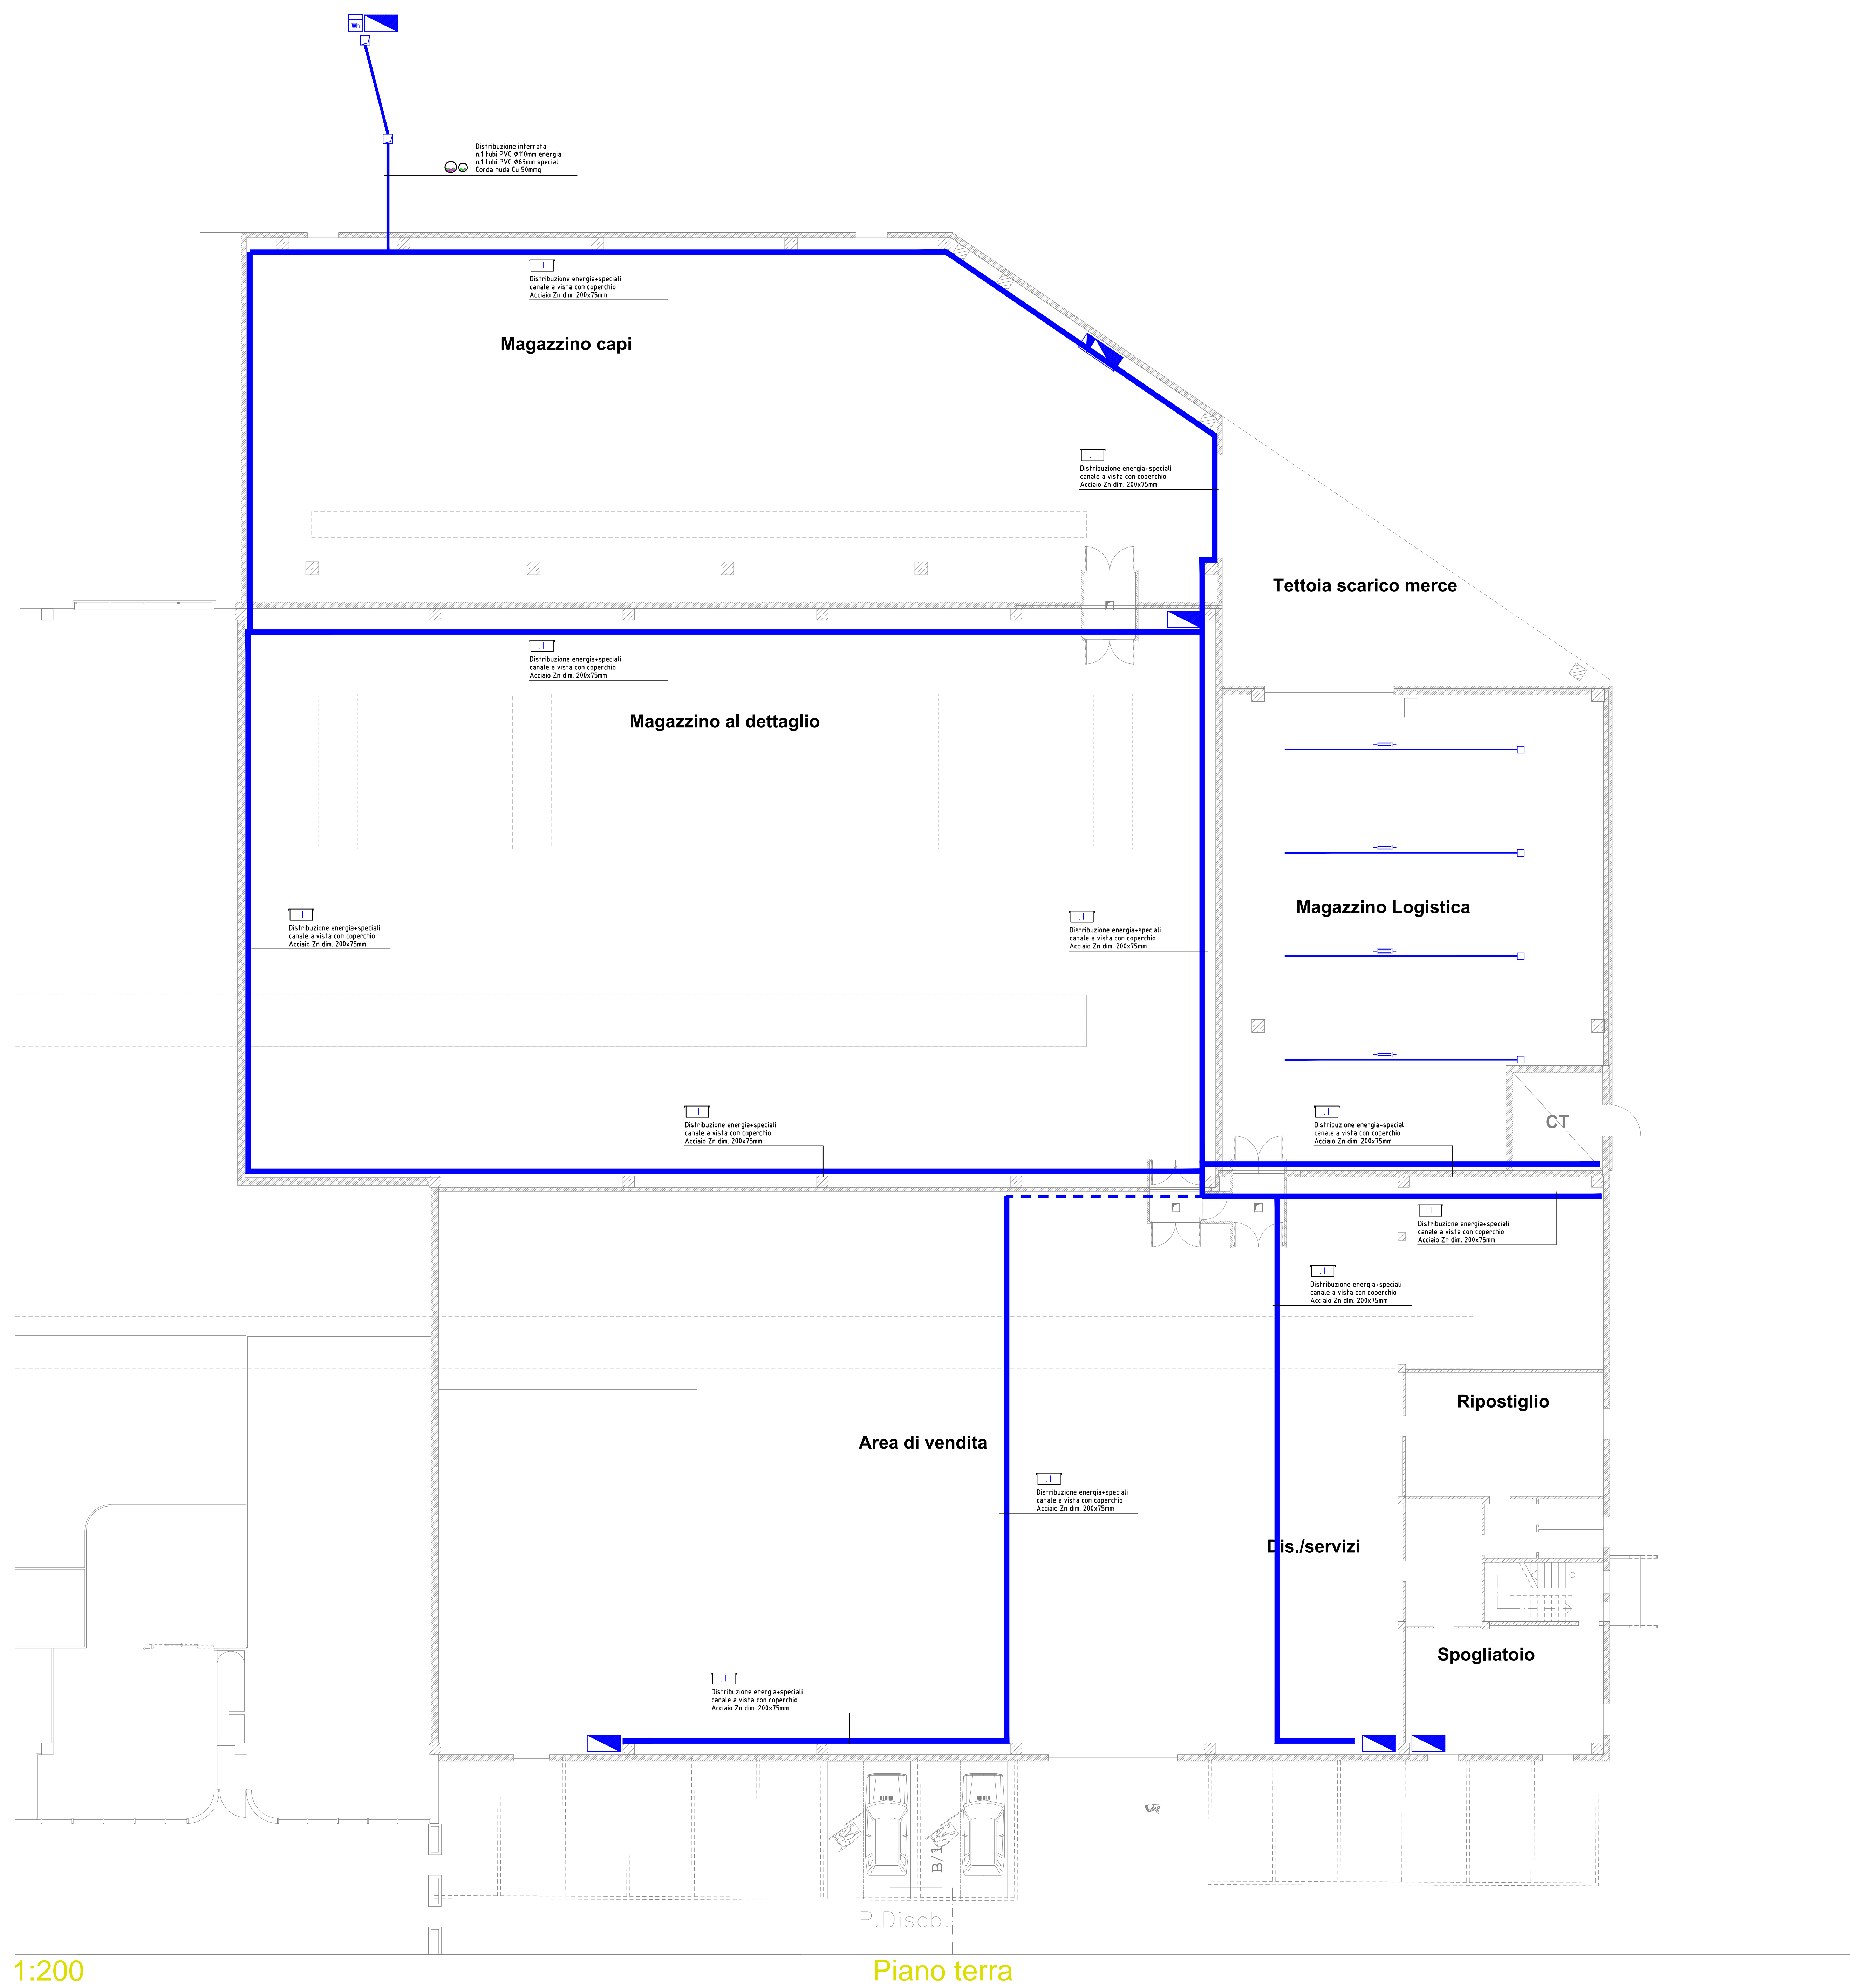 Wh
Distribuzione interrata
n.1 tubi PVC Ø110mm energia
n.1 tubi PVC Ø63mm speciali
Corda nuda Cu 50mmq
Distribuzione energia+speciali
canale a vista con coperchio
Acciaio Zn dim. 200x75mm
Magazzino capi
Distribuzione energia+speciali
canale a vista con coperchio
Acciaio Zn dim. 200x75mm
Tettoia scarico merce
Distribuzione energia+speciali
canale a vista con coperchio
Acciaio Zn dim. 200x75mm
Magazzino al dettaglio
Magazzino Logistica
Distribuzione energia+speciali
canale a vista con coperchio
Acciaio Zn dim. 200x75mm
Distribuzione energia+speciali
canale a vista con coperchio
Acciaio Zn dim. 200x75mm
Distribuzione energia+speciali
canale a vista con coperchio
Acciaio Zn dim. 200x75mm
Distribuzione energia+speciali
canale a vista con coperchio
Acciaio Zn dim. 200x75mm
CT
Distribuzione energia+speciali
canale a vista con coperchio
Acciaio Zn dim. 200x75mm
Distribuzione energia+speciali
canale a vista con coperchio
Acciaio Zn dim. 200x75mm
Ripostiglio
Area di vendita
Distribuzione energia+speciali
canale a vista con coperchio
Acciaio Zn dim. 200x75mm
Dis./servizi
Spogliatoio
Distribuzione energia+speciali
canale a vista con coperchio
Acciaio Zn dim. 200x75mm
B/1
P.Disab.
1:200
Piano terra